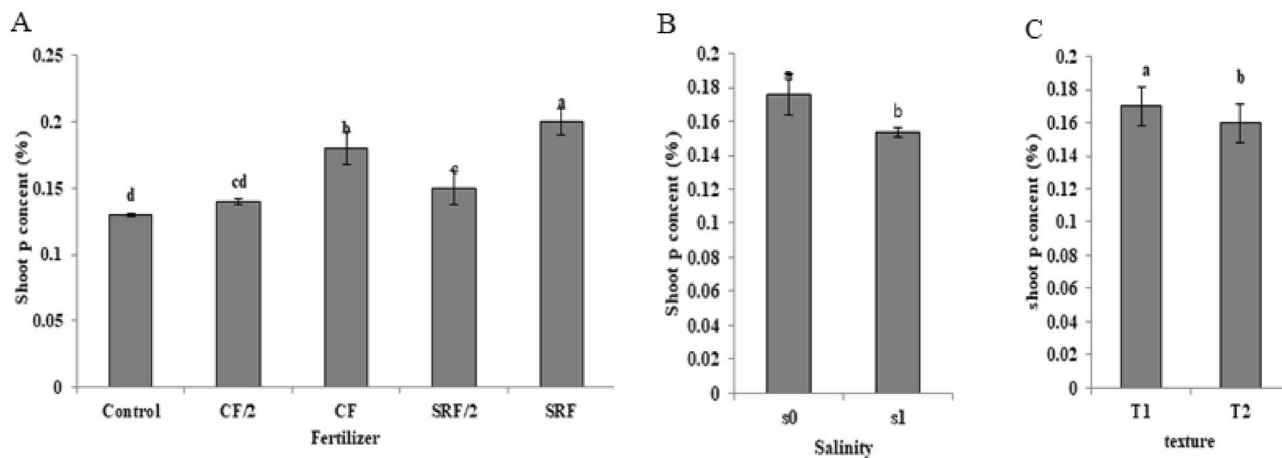 A
Shoot p concent (%)
0.25
0.2
0.15
0.1
0.05
0
d
cd
b
c
a
Control CF/2 CF SRF/2 SRF
Fertilizer
B
Shoot p concent (%)
0.2
0.18
0.16
0.14
0.12
0.1
0.08
0.06
0.04
0.02
0
a
b
s0 s1
Salinity
C
shoot p concent (%)
0.2
0.18
0.16
0.14
0.12
0.1
0.08
0.06
0.04
0.02
0
a
b
T1 T2
texture